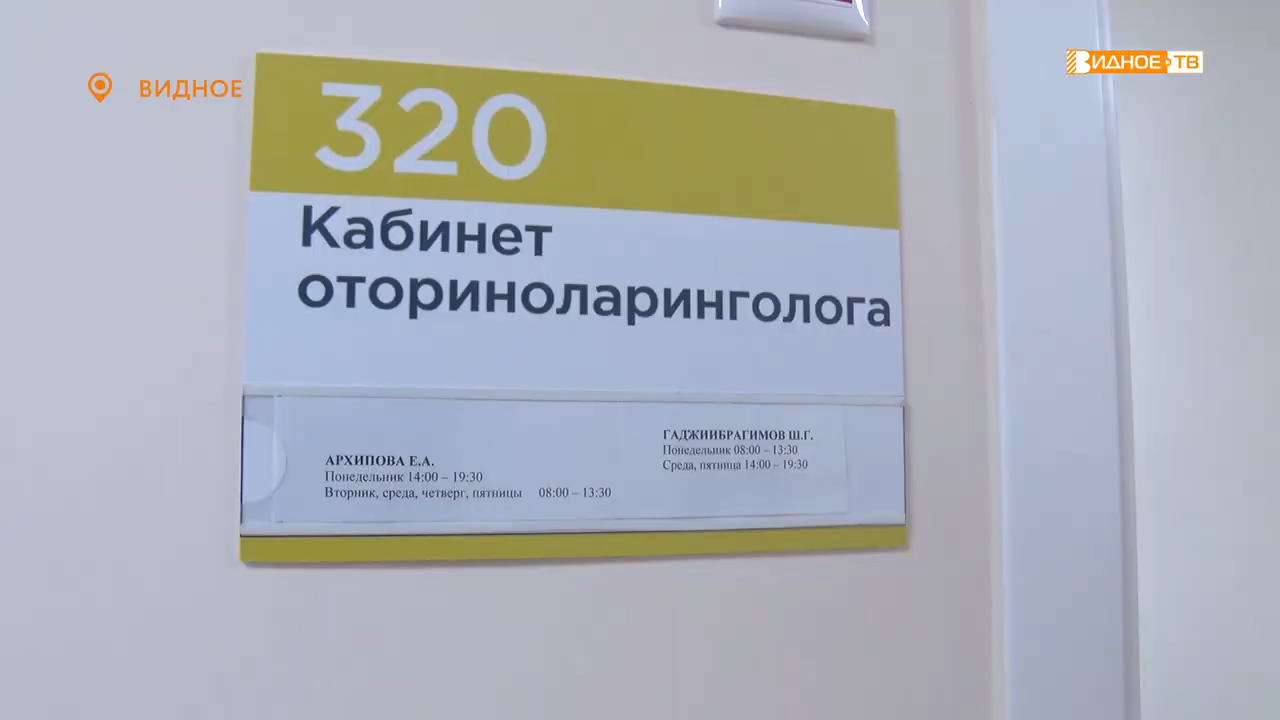 ВИДНОЕ
ВИДНОЕ ТВ
320
Кабинет
оториноларинголога
АРХИПОВА Е.А.
Понедельник 14:00 – 19:30
Вторник, среда, четверг, пятницы 08:00 – 13:30
ГАДЖИИБРАГИМОВ Ш.Г.
Понедельник 08:00 – 13:30
Среда, пятница 14:00 – 19:30